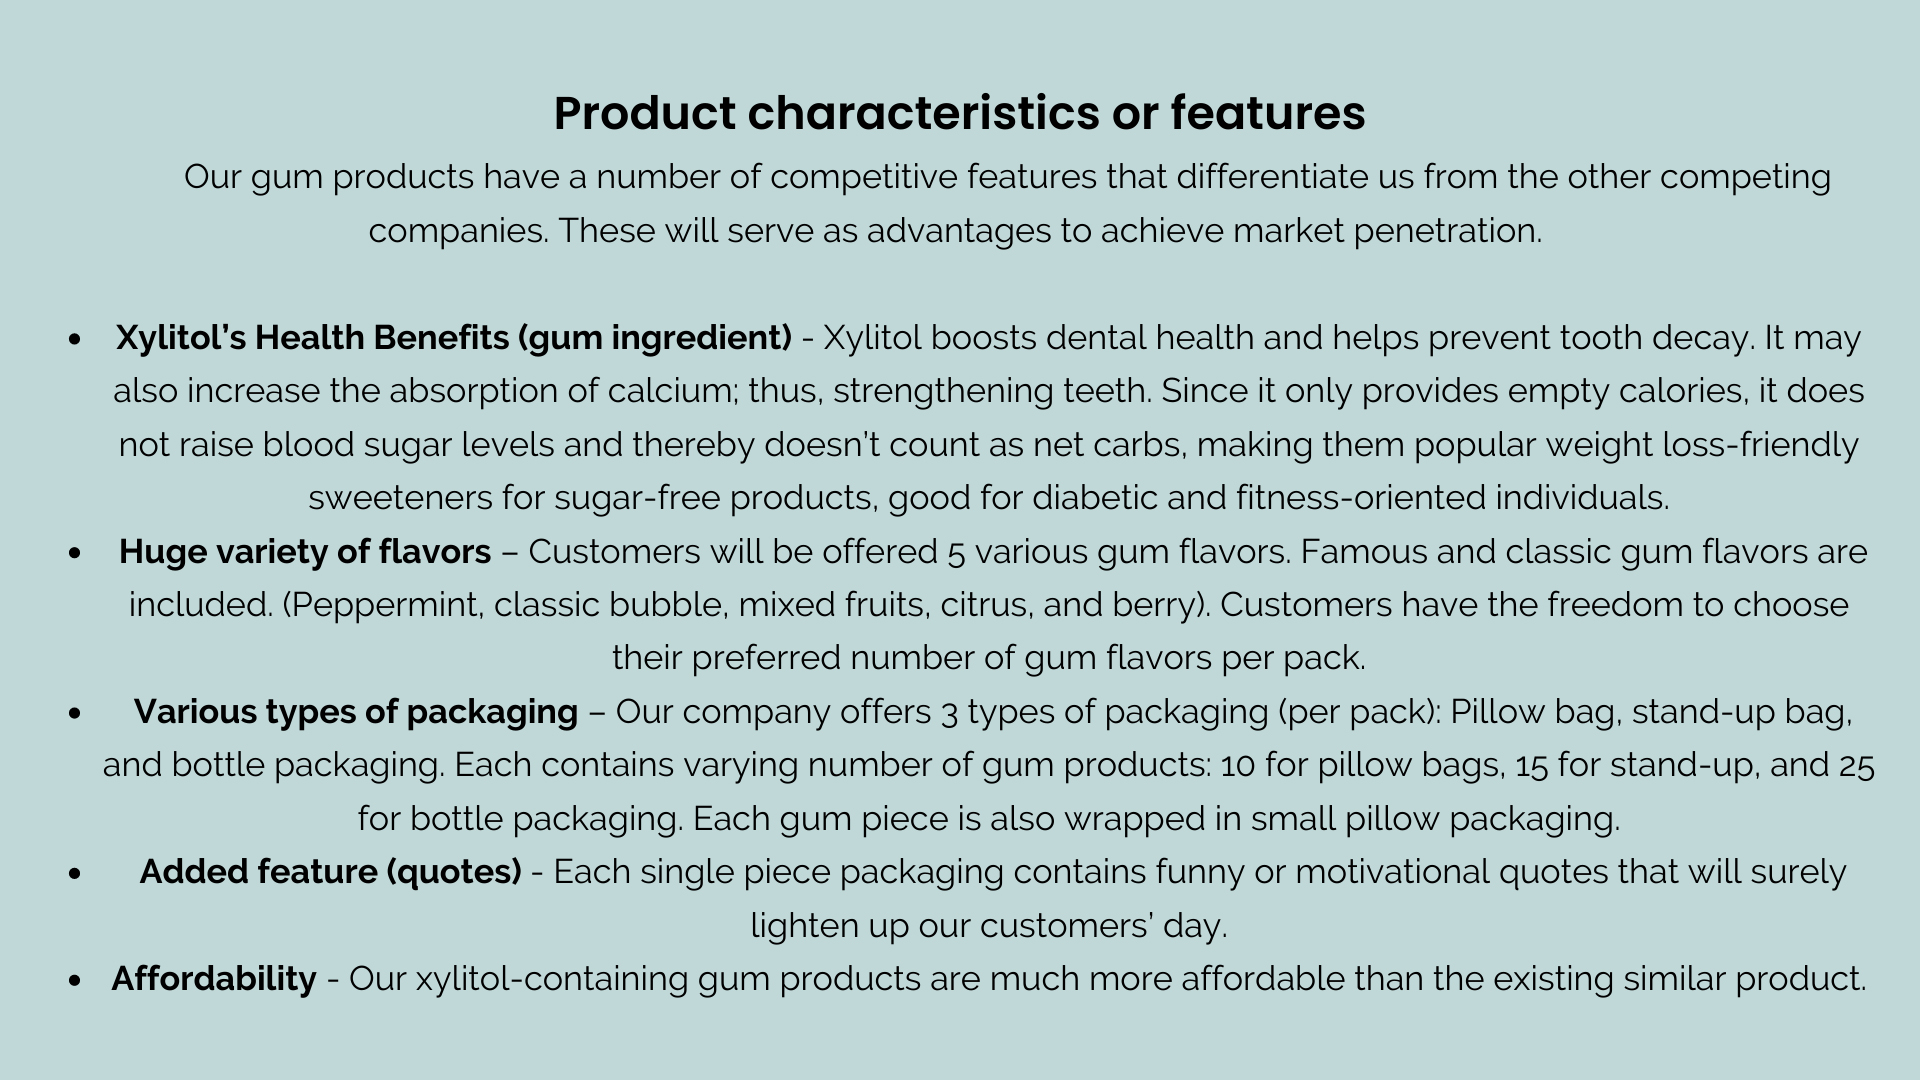 Product characteristics or features
Our gum products have a number of competitive features that differentiate us from the other competing
companies. These will serve as advantages to achieve market penetration.
• Xylitol’s Health Benefits (gum ingredient) - Xylitol boosts dental health and helps prevent tooth decay. It may
also increase the absorption of calcium; thus, strengthening teeth. Since it only provides empty calories, it does
not raise blood sugar levels and thereby doesn’t count as net carbs, making them popular weight loss-friendly
sweeteners for sugar-free products, good for diabetic and fitness-oriented individuals.
• Huge variety of flavors – Customers will be offered 5 various gum flavors. Famous and classic gum flavors are
included. (Peppermint, classic bubble, mixed fruits, citrus, and berry). Customers have the freedom to choose
their preferred number of gum flavors per pack.
• Various types of packaging – Our company offers 3 types of packaging (per pack): Pillow bag, stand-up bag,
and bottle packaging. Each contains varying number of gum products: 10 for pillow bags, 15 for stand-up, and 25
for bottle packaging. Each gum piece is also wrapped in small pillow packaging.
• Added feature (quotes) - Each single piece packaging contains funny or motivational quotes that will surely
lighten up our customers’ day.
• Affordability - Our xylitol-containing gum products are much more affordable than the existing similar product.